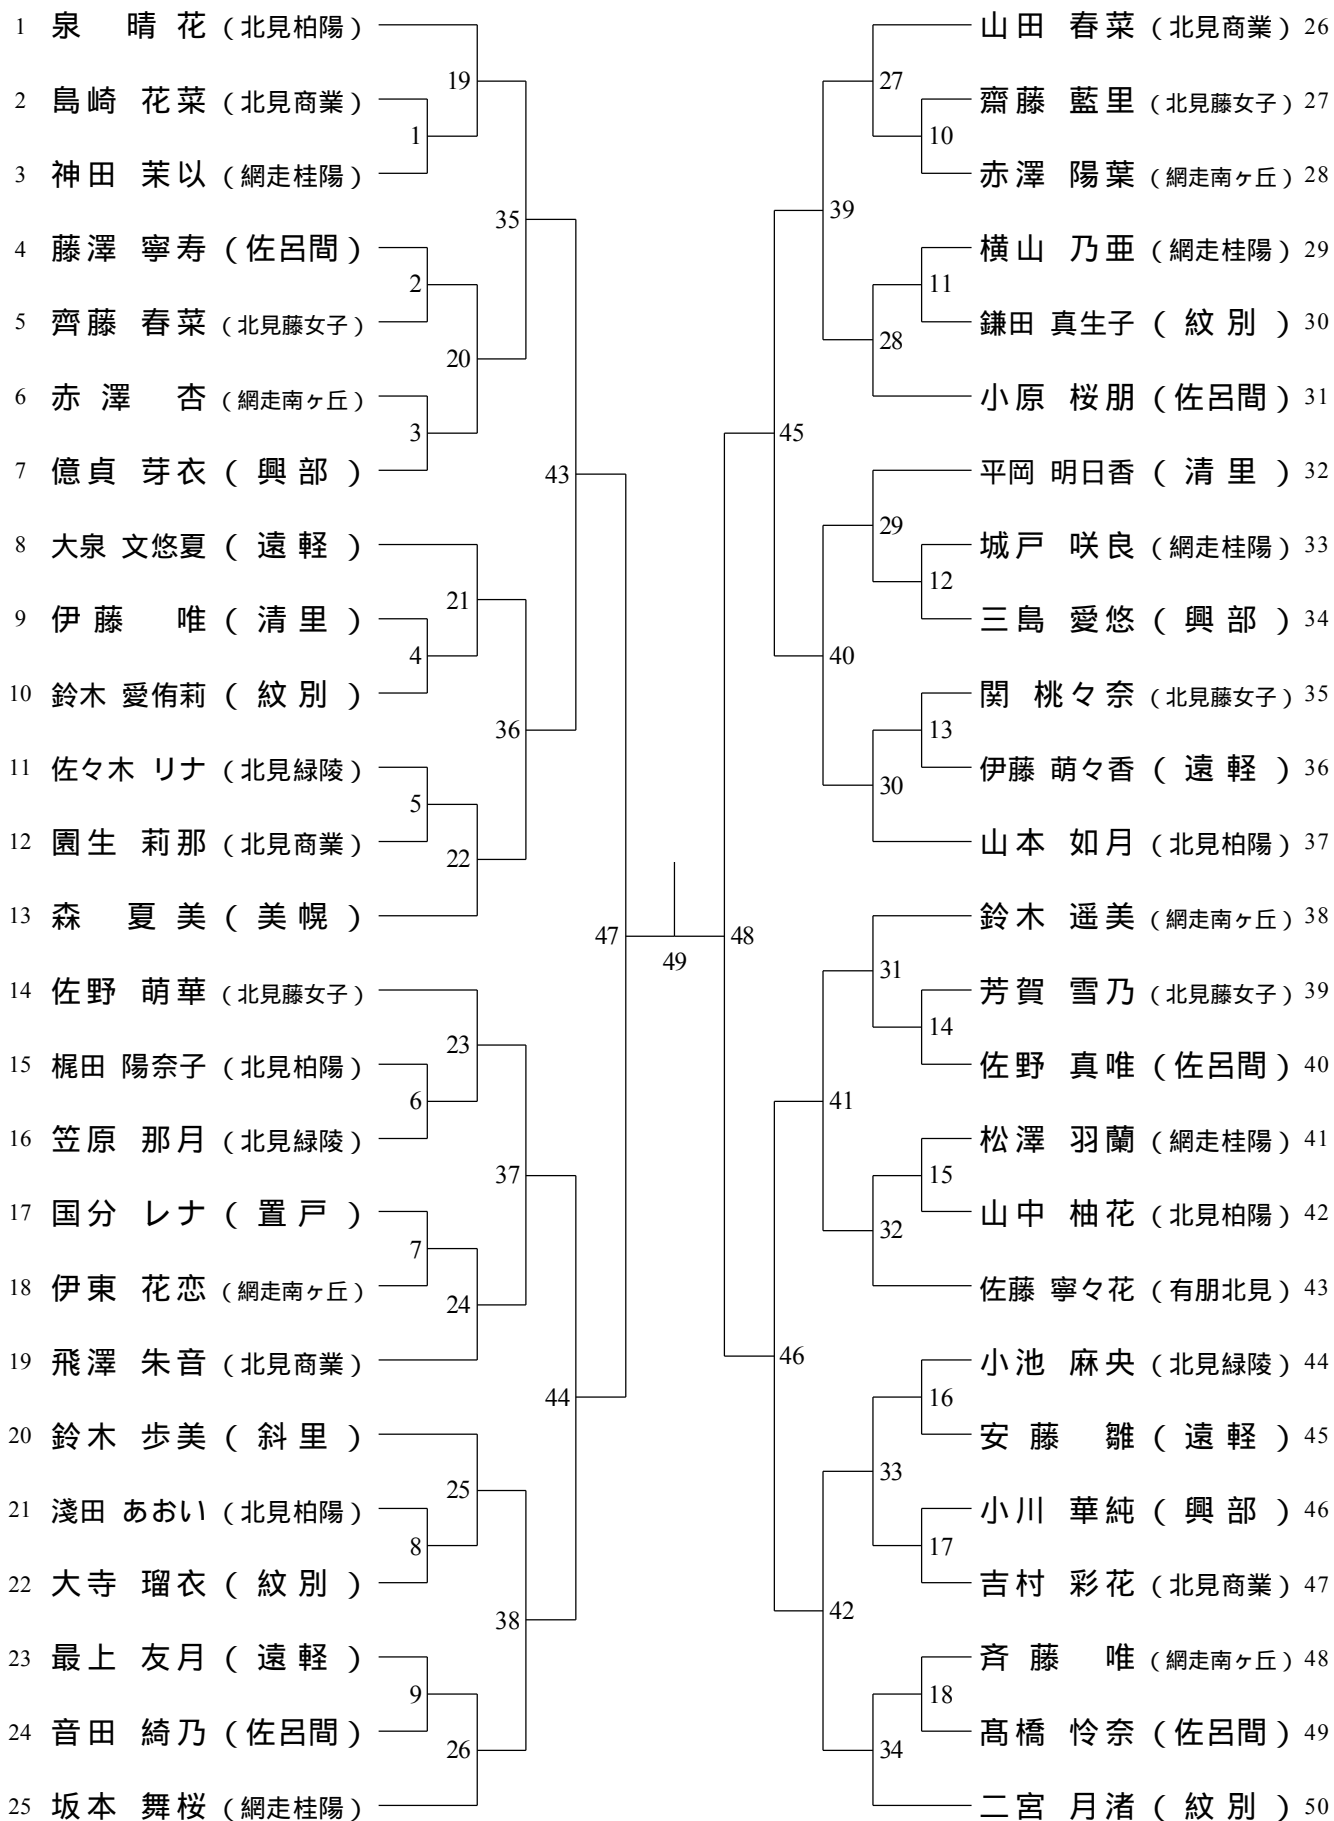 1 泉 晴花 (北見柏陽)
2 島崎 花菜 (北見商業)
3 神田 茉以 (網走桂陽)
4 藤澤 寧寿 (佐呂間)
5 齊藤 春菜 (北見藤女子)
6 赤澤 杏 (網走南ヶ丘)
7 億貞 芽衣 (興部)
8 大泉 文悠夏 (遠軽)
9 伊藤 唯 (清里)
10 鈴木 愛侑莉 (紋別)
11 佐々木 リナ (北見緑陵)
12 園生 莉那 (北見商業)
13 森 夏美 (美幌)
14 佐野 萌華 (北見藤女子)
15 梶田 陽奈子 (北見柏陽)
16 笠原 那月 (北見緑陵)
17 国分 レナ (置戸)
18 伊東 花恋 (網走南ヶ丘)
19 飛澤 朱音 (北見商業)
20 鈴木 歩美 (斜里)
21 淺田 あおい (北見柏陽)
22 大寺 瑠衣 (紋別)
23 最上 友月 (遠軽)
24 音田 綺乃 (佐呂間)
25 坂本 舞桜 (網走桂陽)
1
2
3
4
5
6
7
8
9
19
20
21
22
23
24
25
26
35
36
37
38
43
44
47
49
48
45
46
39
40
41
42
27
28
29
30
31
32
33
34
10
11
12
13
14
15
16
17
18
山田 春菜 (北見商業) 26
齋藤 藍里 (北見藤女子) 27
赤澤 陽葉 (網走南ヶ丘) 28
横山 乃亜 (網走桂陽) 29
鎌田 真生子 (紋別) 30
小原 桜朋 (佐呂間) 31
平岡 明日香 (清里) 32
城戸 咲良 (網走桂陽) 33
三島 愛悠 (興部) 34
関 桃々奈 (北見藤女子) 35
伊藤 萌々香 (遠軽) 36
山本 如月 (北見柏陽) 37
鈴木 遥美 (網走南ヶ丘) 38
芳賀 雪乃 (北見藤女子) 39
佐野 真唯 (佐呂間) 40
松澤 羽蘭 (網走桂陽) 41
山中 柚花 (北見柏陽) 42
佐藤 寧々花 (有朋北見) 43
小池 麻央 (北見緑陵) 44
安藤 雛 (遠軽) 45
小川 華純 (興部) 46
吉村 彩花 (北見商業) 47
斉藤 唯 (網走南ヶ丘) 48
髙橋 怜奈 (佐呂間) 49
二宮 月渚 (紋別) 50